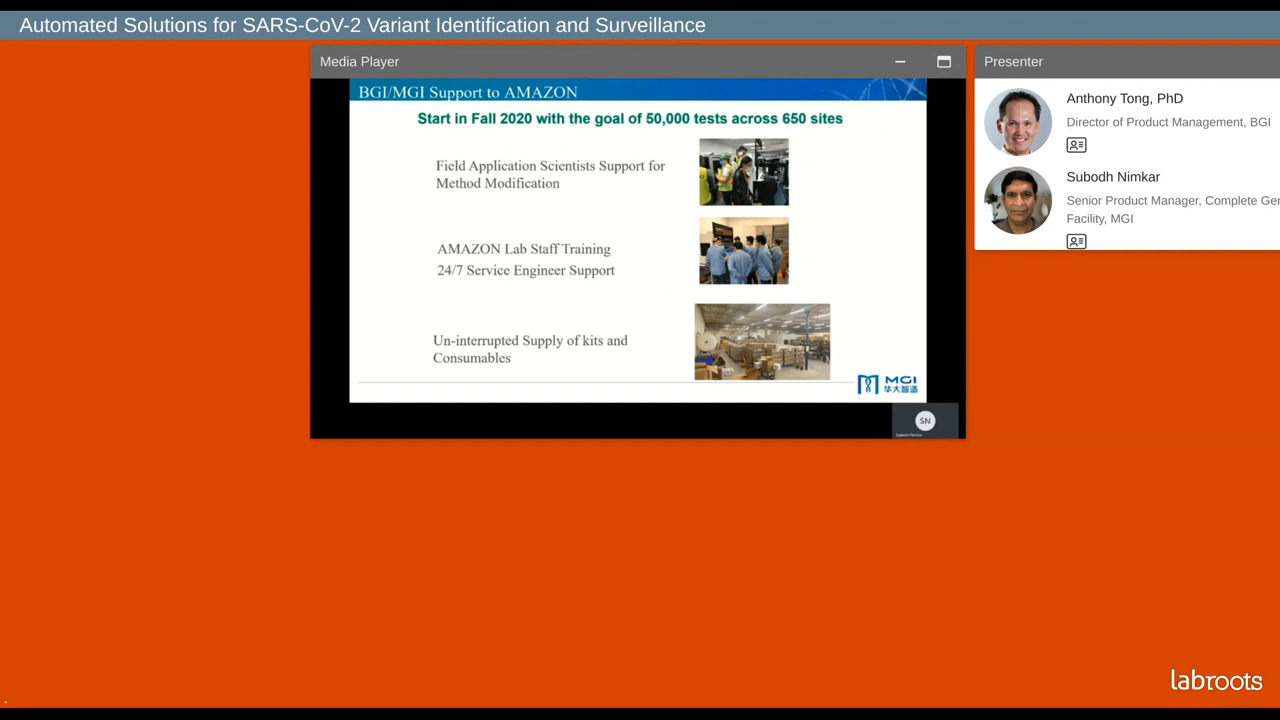 Automated Solutions for SARS-CoV-2 Variant Identification and Surveillance
Media Player
BGI/MGI Support to AMAZON
Start in Fall 2020 with the goal of 50,000 tests across 650 sites
Field Application Scientists Support for
Method Modification
AMAZON Lab Staff Training
24/7 Service Engineer Support
Un-interrupted Supply of kits and
Consumables
MGI
华大智造
SN
Subodh Nimkar
Presenter
Anthony Tong, PhD
Director of Product Management, BGI
Subodh Nimkar
Senior Product Manager, Complete Gen
Facility, MGI
labroots